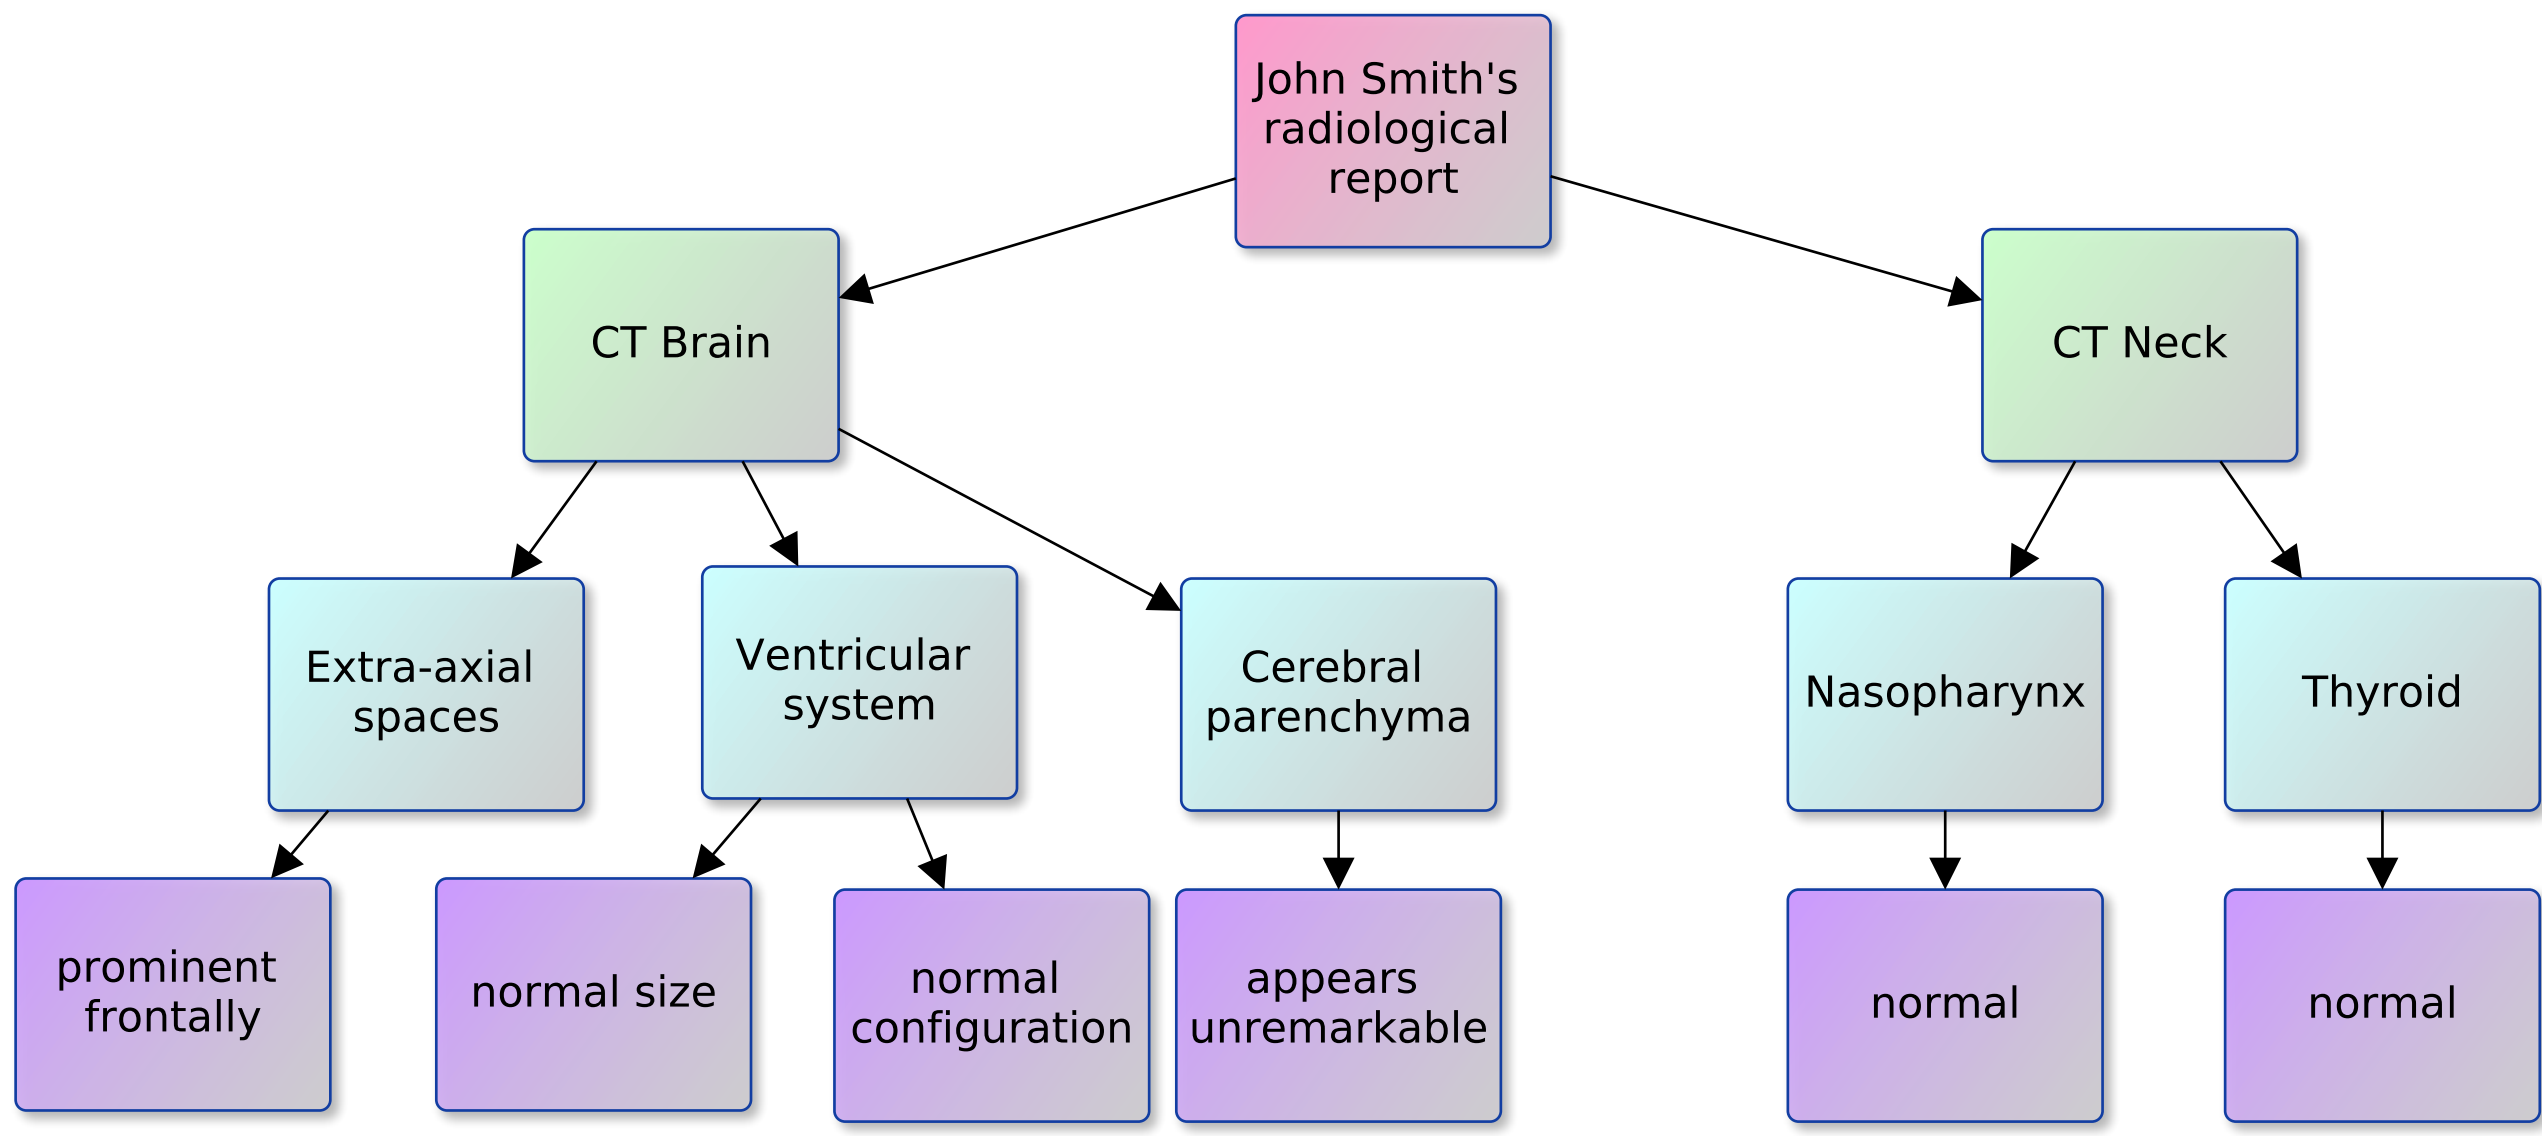 John Smith's
radiological
report
CT Brain
CT Neck
Extra-axial
spaces
Ventricular
system
Cerebral
parenchyma
Nasopharynx
Thyroid
prominent
frontally
normal size
normal
configuration
appears
unremarkable
normal
normal